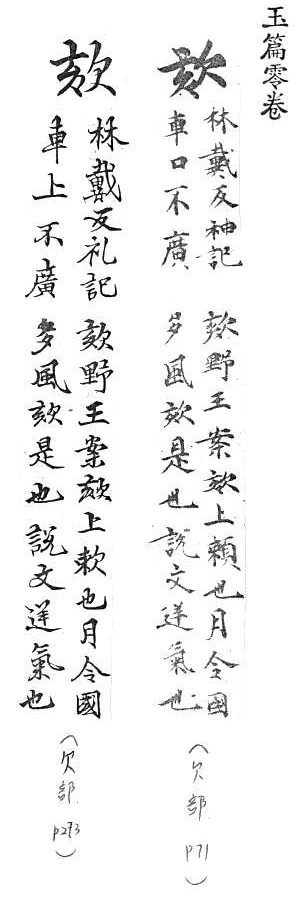 玉篇零卷
欬
林戴反神記
車口不廣
欬野王案欬上頼也月令國
多風欬是也說文逆氣也
(欠部 P71)
欬
林戴反礼記
車上不廣
欬野王案欬上欶也月令國
多風欬是也說文逆氣也
(欠部 P273)